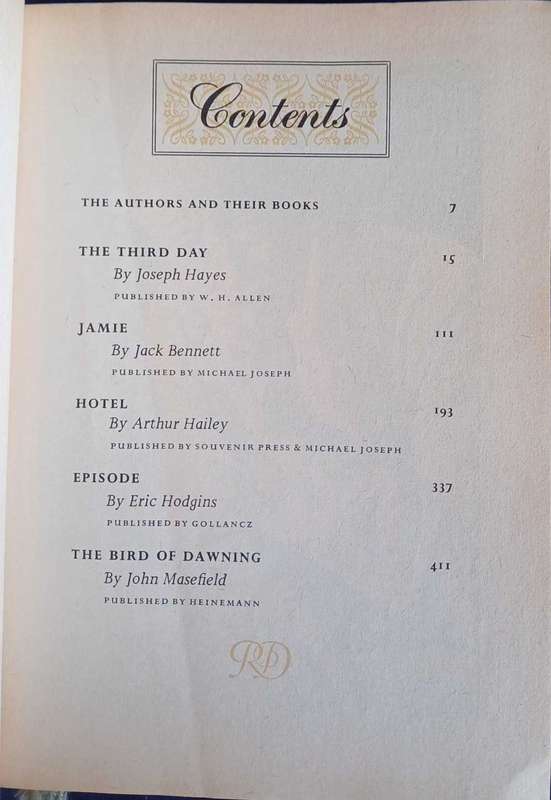 Contents
THE AUTHORS AND THEIR BOOKS 7
THE THIRD DAY 15
By Joseph Hayes
PUBLISHED BY W. H. ALLEN
JAMIE 111
By Jack Bennett
PUBLISHED BY MICHAEL JOSEPH
HOTEL 193
By Arthur Hailey
PUBLISHED BY SOUVENIR PRESS & MICHAEL JOSEPH
EPISODE 337
By Eric Hodgins
PUBLISHED BY GOLLANCZ
THE BIRD OF DAWNING 411
By John Masefield
PUBLISHED BY HEINEMANN
RD